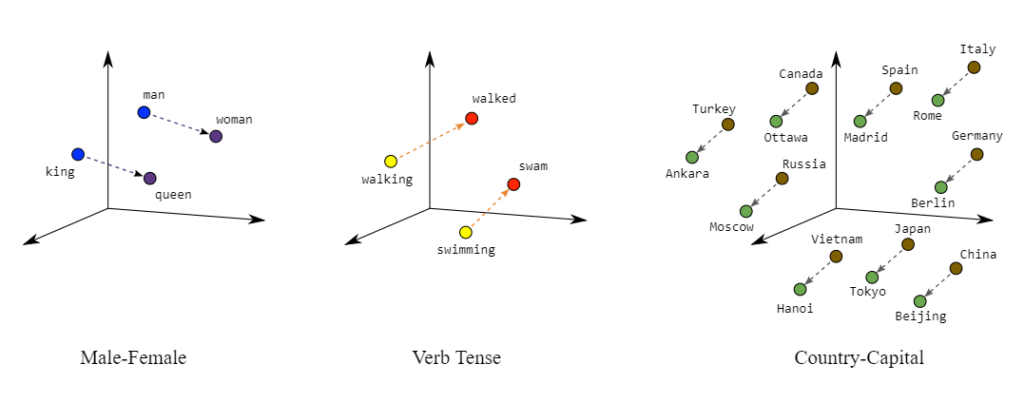 man
woman
king
queen
Male-Female
walked
walking
swam
swimming
Verb Tense
Italy
Spain
Canada
Rome
Turkey
Ottawa
Madrid
Germany
Russia
Ankara
Berlin
Moscow
Japan
Vietnam
China
Tokyo
Hanoi
Beijing
Country-Capital